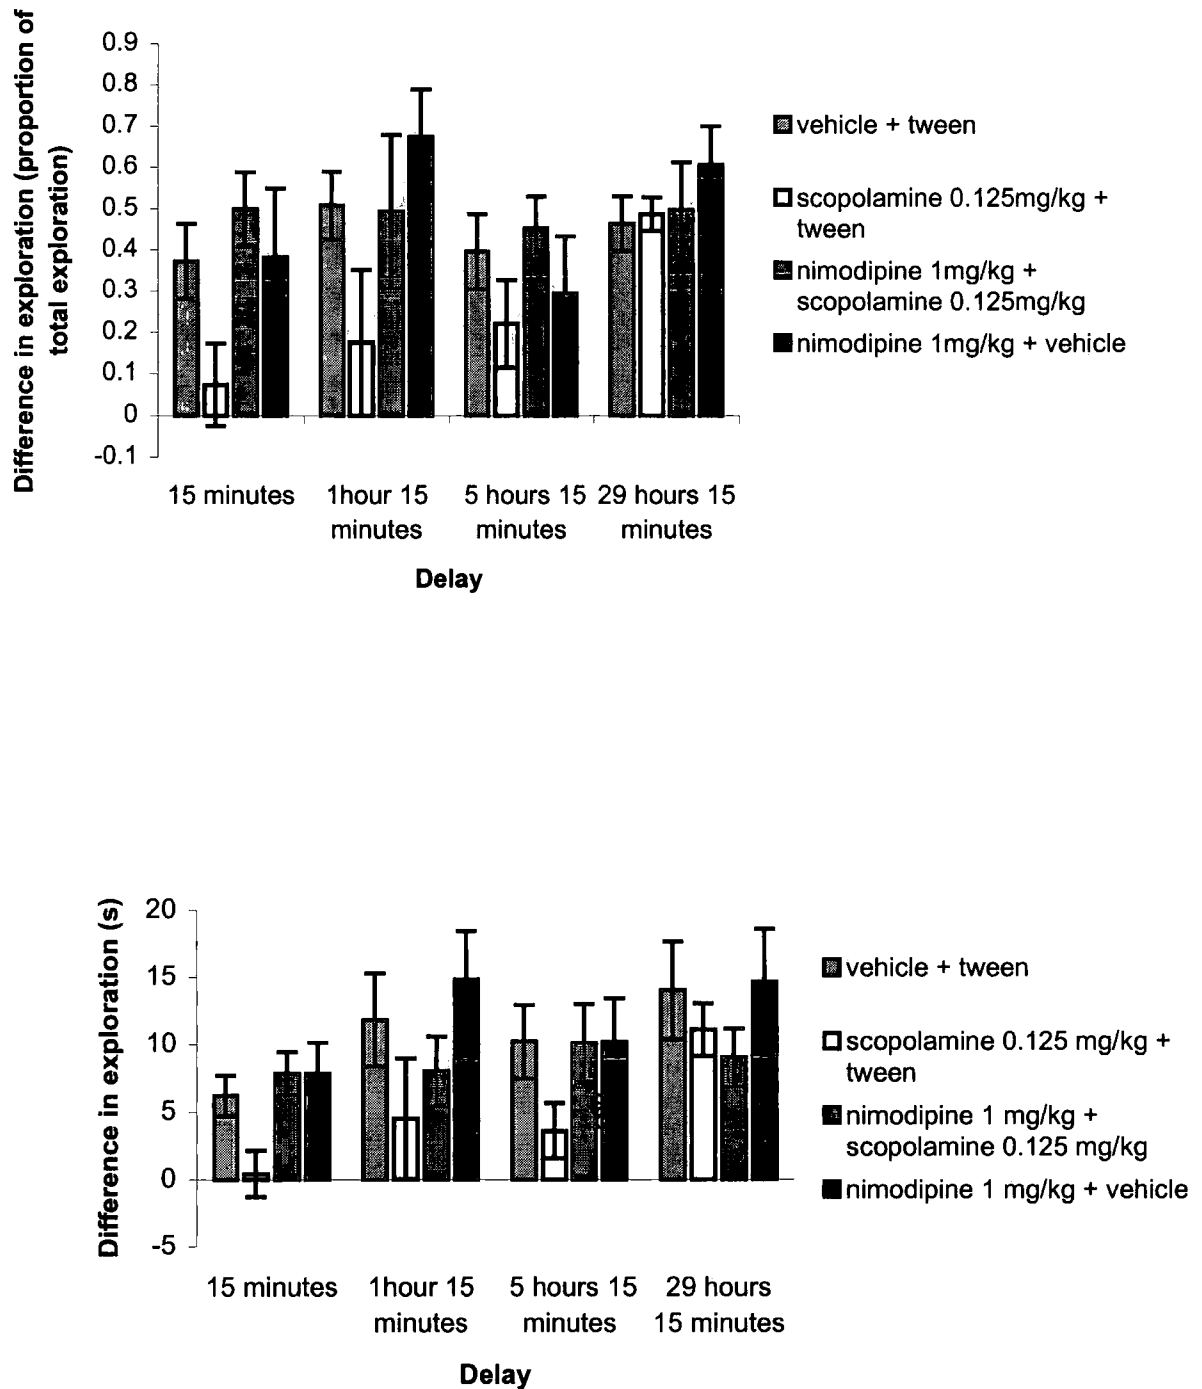 Difference in exploration (proportion of
total exploration)
0.9
0.8
0.7
0.6
0.5
0.4
0.3
0.2
0.1
0
-0.1
15 minutes
1hour 15
minutes
5 hours 15
minutes
29 hours 15
minutes
Delay
vehicle + tween
scopolamine 0.125mg/kg +
tween
nimodipine 1mg/kg +
scopolamine 0.125mg/kg
nimodipine 1mg/kg + vehicle
Difference in exploration (s)
20
15
10
5
0
-5
15 minutes
1hour 15
minutes
5 hours 15
minutes
29 hours
15 minutes
Delay
vehicle + tween
scopolamine 0.125 mg/kg +
tween
nimodipine 1 mg/kg +
scopolamine 0.125 mg/kg
nimodipine 1 mg/kg + vehicle